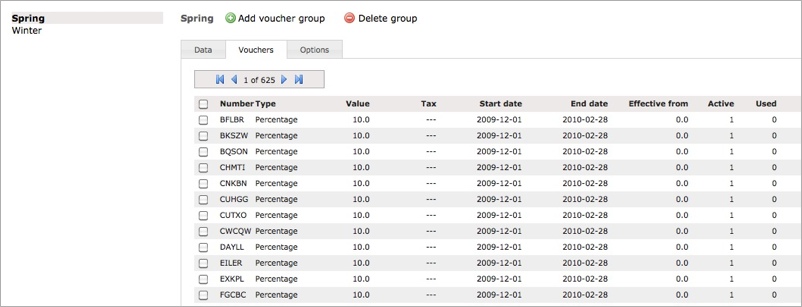 Spring
Winter
Spring Add voucher group Delete group
Data Vouchers Options
1 of 625
Number Type Value Tax Start date End date Effective from Active Used
BFLBR Percentage 10.0 --- 2009-12-01 2010-02-28 0.0 1 0
BKSZW Percentage 10.0 --- 2009-12-01 2010-02-28 0.0 1 0
BQSON Percentage 10.0 --- 2009-12-01 2010-02-28 0.0 1 0
CHMTI Percentage 10.0 --- 2009-12-01 2010-02-28 0.0 1 0
CNKBN Percentage 10.0 --- 2009-12-01 2010-02-28 0.0 1 0
CUHGG Percentage 10.0 --- 2009-12-01 2010-02-28 0.0 1 0
CUTXO Percentage 10.0 --- 2009-12-01 2010-02-28 0.0 1 0
CWCQW Percentage 10.0 --- 2009-12-01 2010-02-28 0.0 1 0
DAYLL Percentage 10.0 --- 2009-12-01 2010-02-28 0.0 1 0
EILER Percentage 10.0 --- 2009-12-01 2010-02-28 0.0 1 0
EXKPL Percentage 10.0 --- 2009-12-01 2010-02-28 0.0 1 0
FGCBC Percentage 10.0 --- 2009-12-01 2010-02-28 0.0 1 0